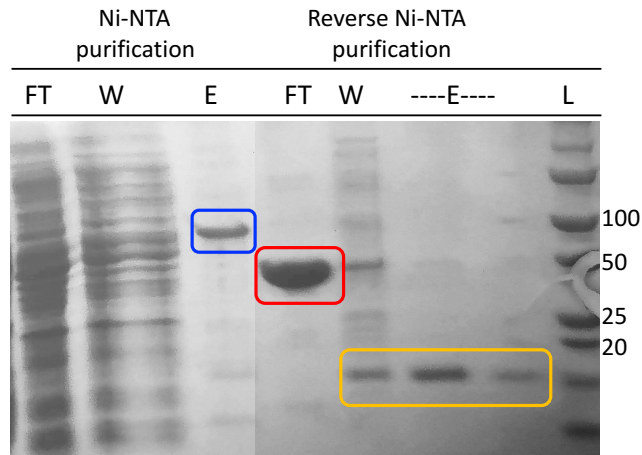 Ni-NTA purification
Reverse Ni-NTA purification
FT W E FT W ----E---- L
100
50
25
20